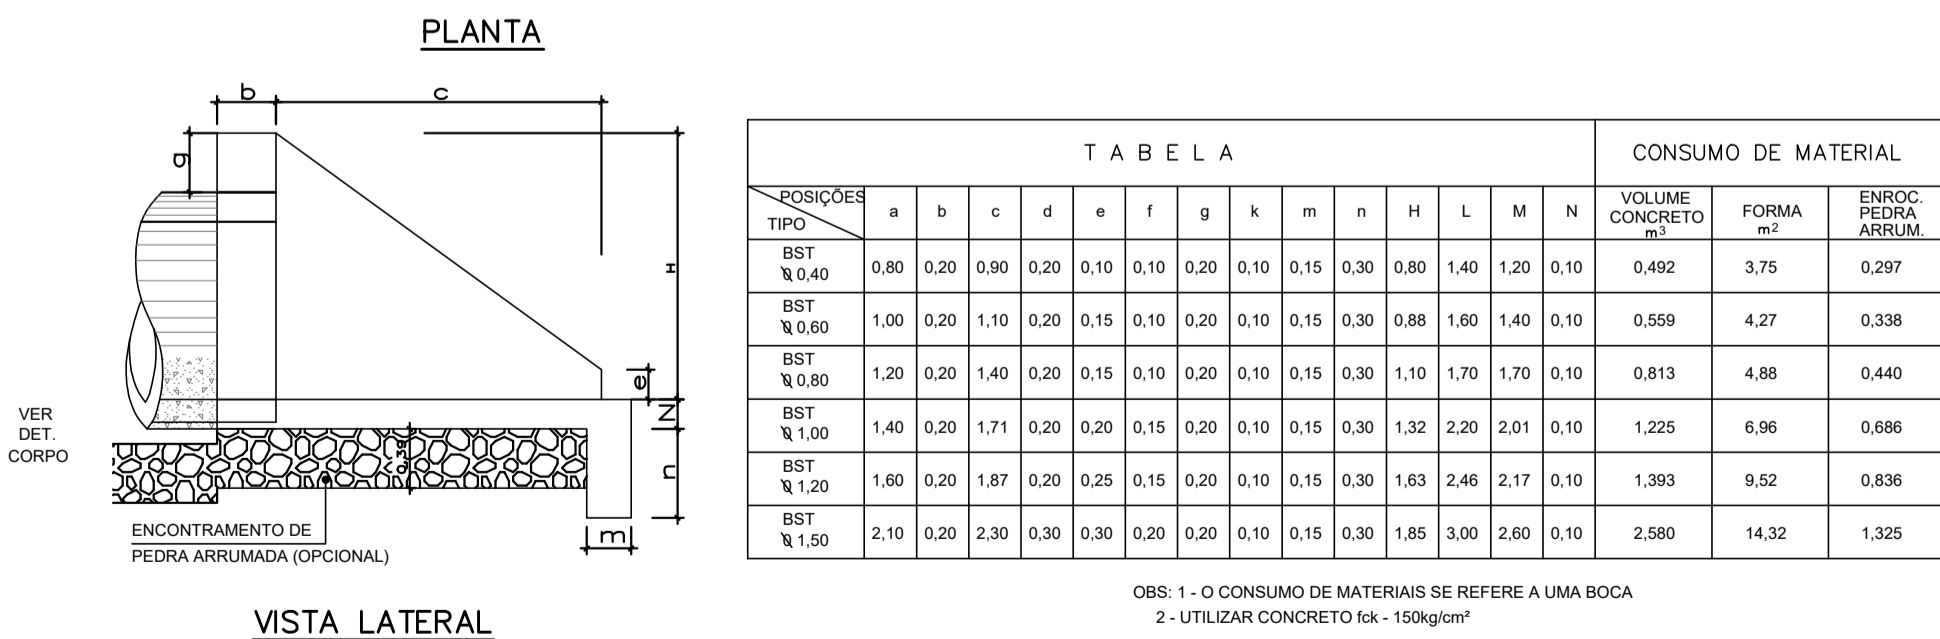 PLANTA
b
c
g
H
e
N
VER
DET.
CORPO
0,39
n
m
ENCONTRAMENTO DE
PEDRA ARRUMADA (OPCIONAL)
VISTA LATERAL
TABELA CONSUMO DE MATERIAL
POSIÇÕES
TIPO
a b c d e f g k m n H L M N
VOLUME
CONCRETO
m³
FORMA
m²
ENROC.
PEDRA
ARRUM.
BST
Ø 0,40 0,80 0,20 0,90 0,20 0,10 0,10 0,20 0,10 0,15 0,30 0,80 1,40 1,20 0,10 0,492 3,75 0,297
BST
Ø 0,60 1,00 0,20 1,10 0,20 0,15 0,10 0,20 0,10 0,15 0,30 0,88 1,60 1,40 0,10 0,559 4,27 0,338
BST
Ø 0,80 1,20 0,20 1,40 0,20 0,15 0,10 0,20 0,10 0,15 0,30 1,10 1,70 1,70 0,10 0,813 4,88 0,440
BST
Ø 1,00 1,40 0,20 1,71 0,20 0,20 0,15 0,20 0,10 0,15 0,30 1,32 2,20 2,01 0,10 1,225 6,96 0,686
BST
Ø 1,20 1,60 0,20 1,87 0,20 0,25 0,15 0,20 0,10 0,15 0,30 1,63 2,46 2,17 0,10 1,393 9,52 0,836
BST
Ø 1,50 2,10 0,20 2,30 0,30 0,30 0,20 0,20 0,10 0,15 0,30 1,85 3,00 2,60 0,10 2,580 14,32 1,325
OBS: 1 - O CONSUMO DE MATERIAIS SE REFERE A UMA BOCA
2 - UTILIZAR CONCRETO fck - 150kg/cm²